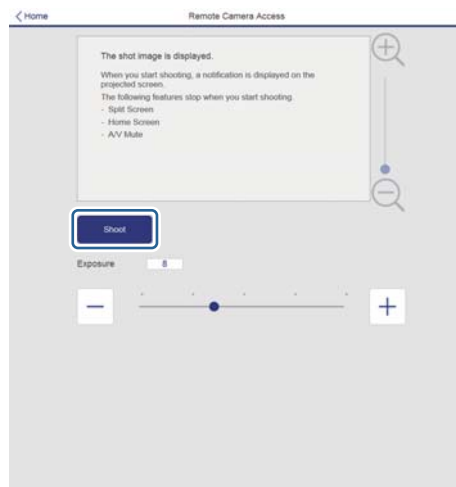 < Home
Remote Camera Access
The shot image is displayed.
When you start shooting, a notification is displayed on the
projected screen.
The following features stop when you start shooting.
- Split Screen
- Home Screen
- A/V Mute
Shoot
Exposure 8